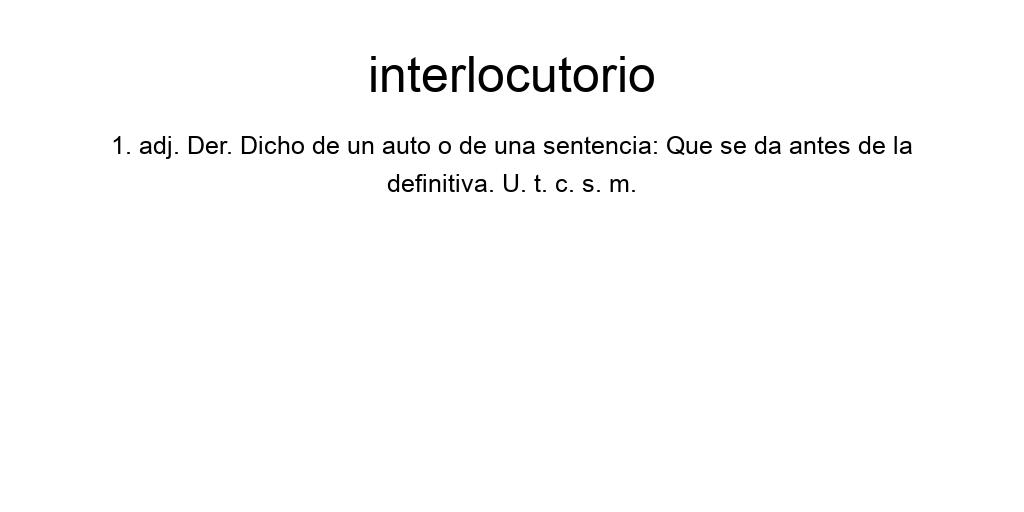 interlocutorio
1. adj. Der. Dicho de un auto o de una sentencia: Que se da antes de la
definitiva. U. t. c. s. m.